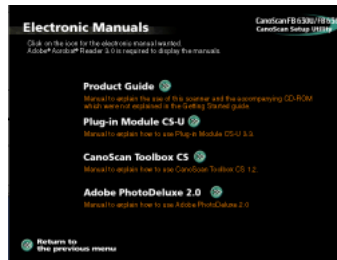 Electronic Manuals
CanoScan FB 630U/
CanoScan Setup Utility
Click on the icon for the electronic manual wanted.
Adobe® Acrobat® Reader 3.0 is required to display the manuals.
Product Guide
Manual to explain the use of this scanner and the accompanying CD-ROM
which were not explained in the Getting Started guide.
Plug-in Module CS-U
Manual to explain how to use Plug-in Module CS-U 3.3.
CanoScan Toolbox CS
Manual to explain how to use CanoScan Toolbox CS 1.2.
Adobe PhotoDeluxe 2.0
Manual to explain how to use Adobe PhotoDeluxe 2.0
Return to
the previous menu